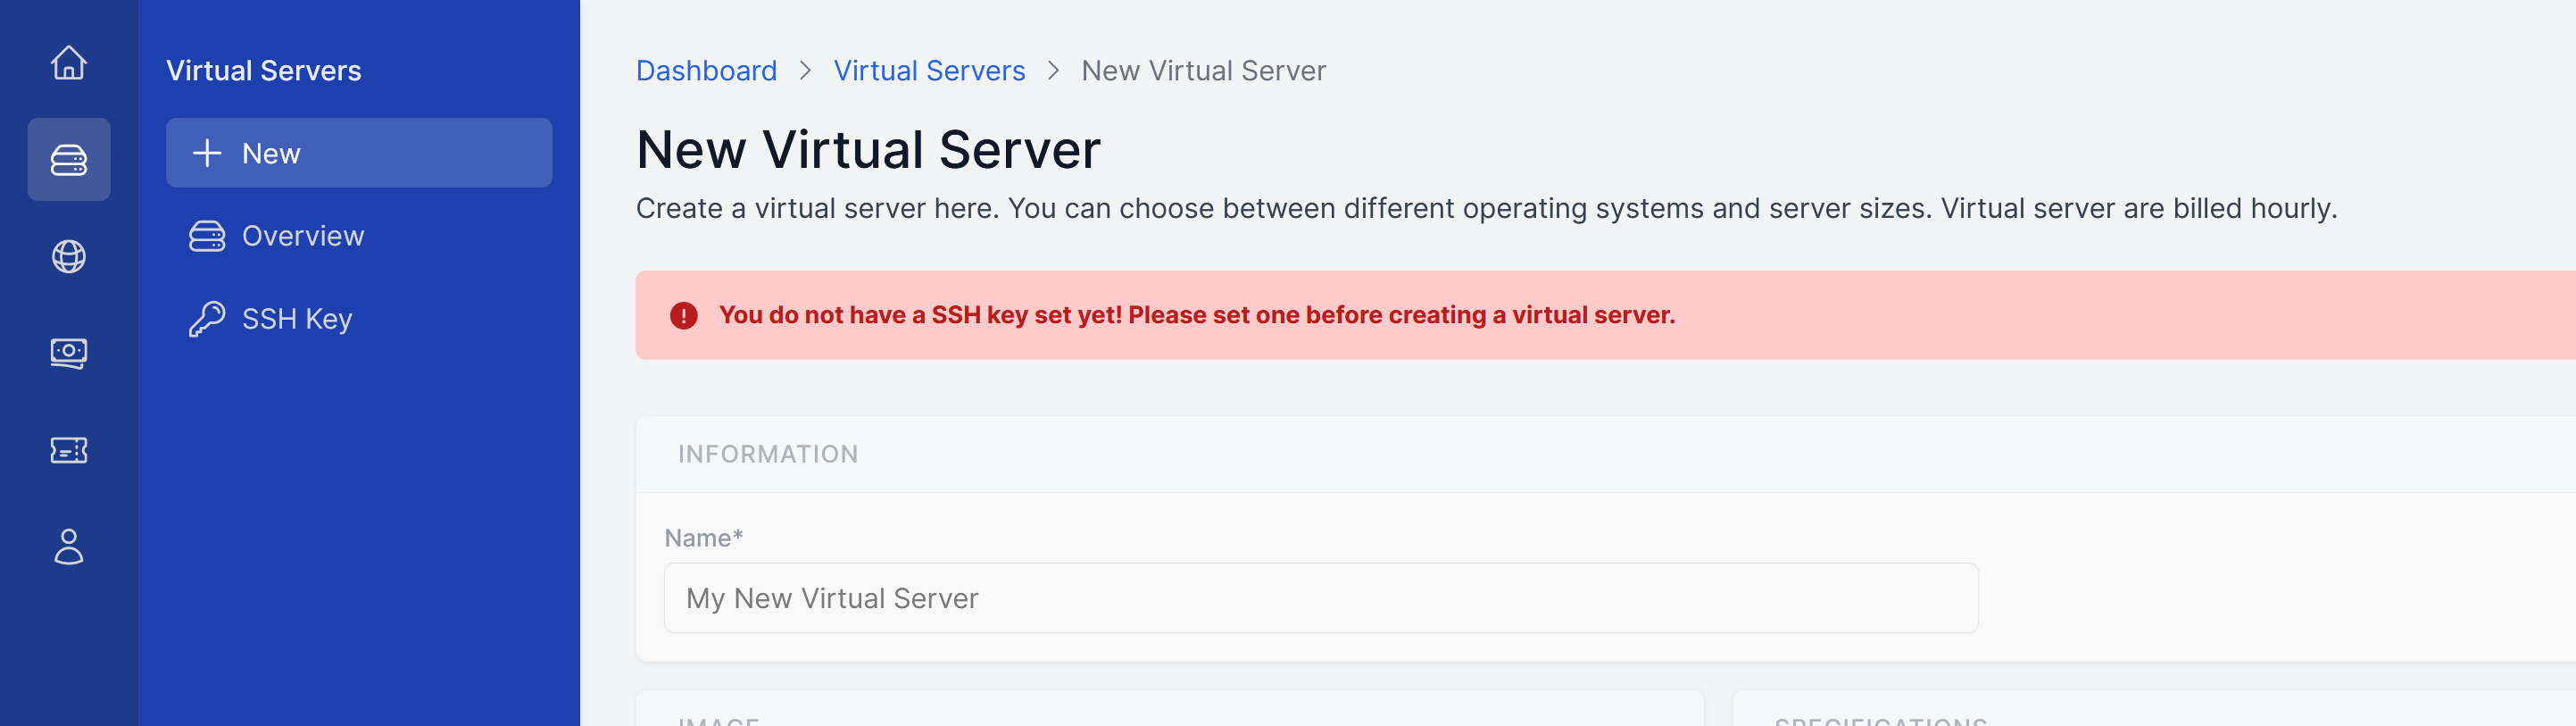 Virtual Servers
New
Overview
SSH Key
Dashboard > Virtual Servers > New Virtual Server
New Virtual Server
Create a virtual server here. You can choose between different operating systems and server sizes. Virtual server are billed hourly.
You do not have a SSH key set yet! Please set one before creating a virtual server.
INFORMATION
Name*
My New Virtual Server
IMAGE
SPECIFICATIONS